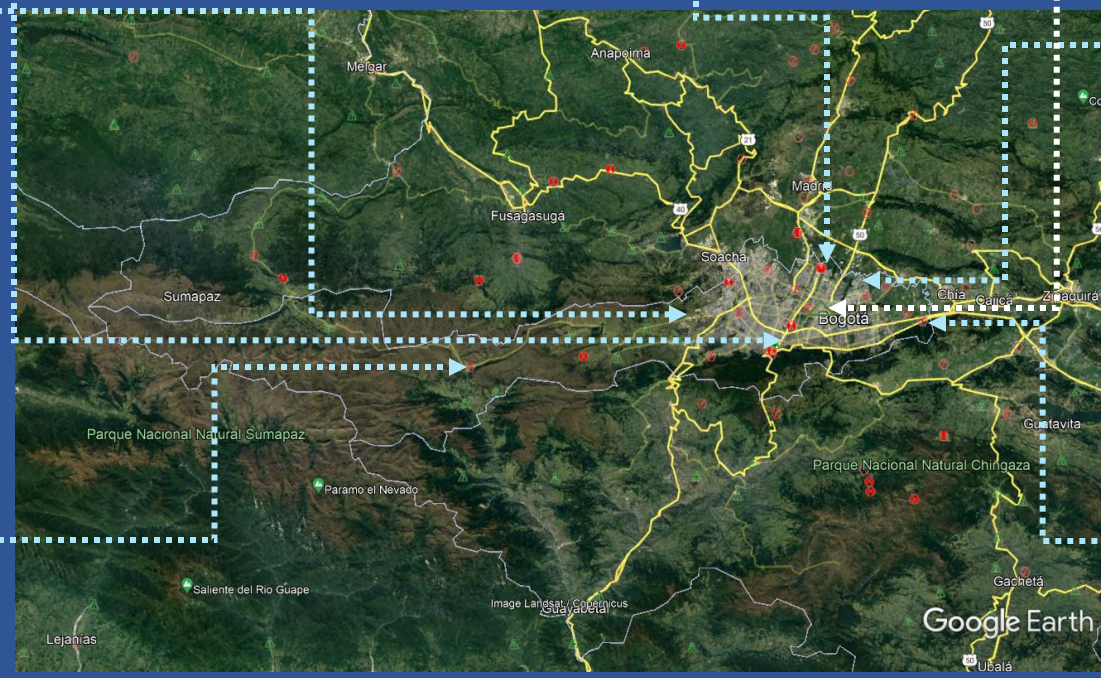 50
Anapoima
Melgar
Co
21
Madrid
Fusagasugá
40
50
Soacha
Sumapaz
Chía
Cajicá
Zipaquirá
Bogotá
Guatavita
Parque Nacional Natural Sumapaz
Parque Nacional Natural Chingaza
Paramo el Nevado
Gachetá
Saliente del Rio Guape
Image Landsat / Copernicus
Guayabetal
Google Earth
Lejanías
50
Ubalá